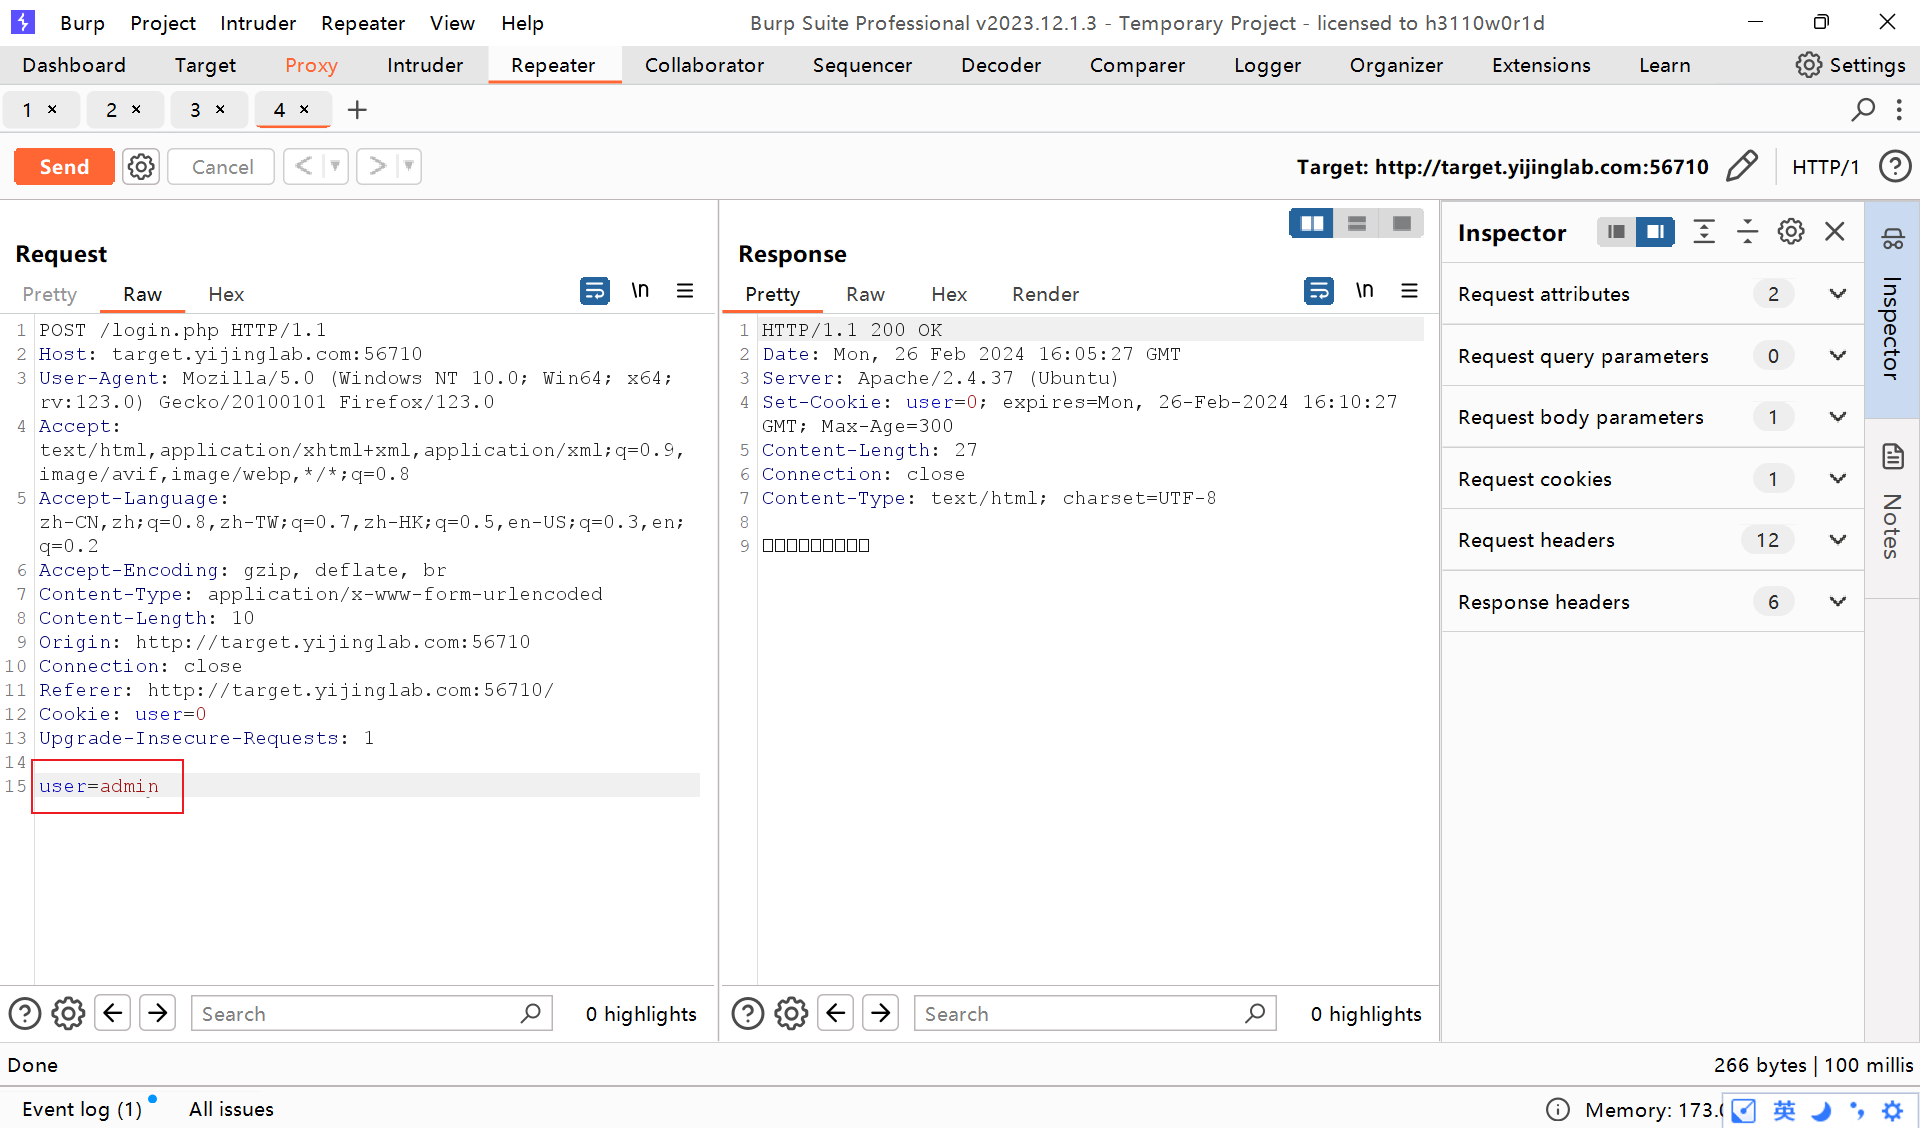 Burp Project Intruder Repeater View Help Burp Suite Professional v2023.12.1.3 - Temporary Project - licensed to h3110w0r1d
Dashboard Target Proxy Intruder Repeater Collaborator Sequencer Decoder Comparer Logger Organizer Extensions Learn Settings
1 × 2 × 3 × 4 × +
Send Cancel < > Target: http://target.yijinglab.com:56710 HTTP/1 ?
Request
Pretty Raw Hex \n
1 POST /login.php HTTP/1.1
2 Host: target.yijinglab.com:56710
3 User-Agent: Mozilla/5.0 (Windows NT 10.0; Win64; x64;
rv:123.0) Gecko/20100101 Firefox/123.0
4 Accept:
text/html,application/xhtml+xml,application/xml;q=0.9,
image/avif,image/webp,*/*;q=0.8
5 Accept-Language:
zh-CN,zh;q=0.8,zh-TW;q=0.7,zh-HK;q=0.5,en-US;q=0.3,en;
q=0.2
6 Accept-Encoding: gzip, deflate, br
7 Content-Type: application/x-www-form-urlencoded
8 Content-Length: 10
9 Origin: http://target.yijinglab.com:56710
10 Connection: close
11 Referer: http://target.yijinglab.com:56710/
12 Cookie: user=0
13 Upgrade-Insecure-Requests: 1
14
15 user=admin
? Search 0 highlights
Response
Pretty Raw Hex Render \n
1 HTTP/1.1 200 OK
2 Date: Mon, 26 Feb 2024 16:05:27 GMT
3 Server: Apache/2.4.37 (Ubuntu)
4 Set-Cookie: user=0; expires=Mon, 26-Feb-2024 16:10:27
GMT; Max-Age=300
5 Content-Length: 27
6 Connection: close
7 Content-Type: text/html; charset=UTF-8
8
9 □□□□□□□□□
? Search 0 highlights
Inspector
Request attributes 2
Request query parameters 0
Request body parameters 1
Request cookies 1
Request headers 12
Response headers 6
Inspector
Notes
Done 266 bytes | 100 millis
Event log (1) All issues Memory: 173.0 英